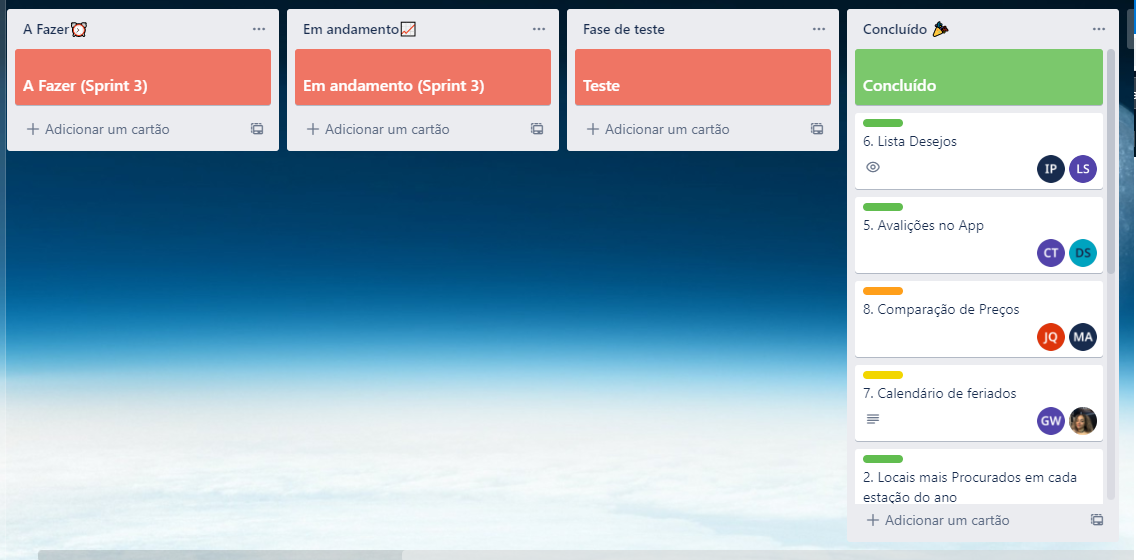 A Fazer⏰
A Fazer (Sprint 3)
Adicionar um cartão
Em andamento📈
Em andamento (Sprint 3)
Adicionar um cartão
Fase de teste
Teste
Adicionar um cartão
Concluído 🎉
Concluído
6. Lista Desejos
IP LS
5. Avalições no App
CT DS
8. Comparação de Preços
JQ MA
7. Calendário de feriados
GW
2. Locais mais Procurados em cada
estação do ano
Adicionar um cartão